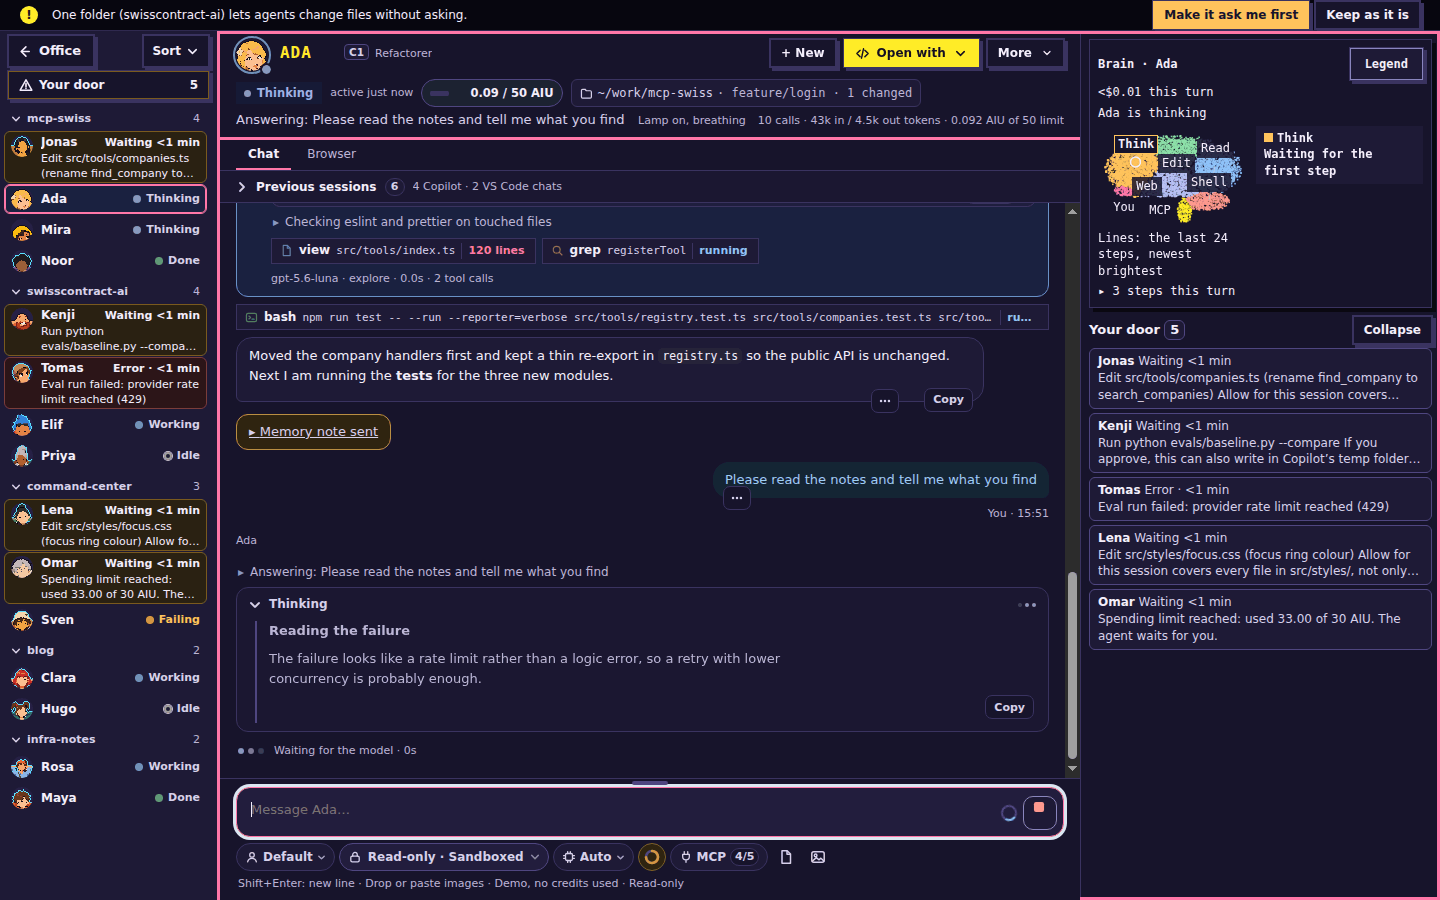 ! One folder (swisscontract-ai) lets agents change files without asking.
Make it ask me first
Keep as it is
Office
Sort
Your door 5
mcp-swiss 4
Jonas Waiting <1 min
Edit src/tools/companies.ts
(rename find_company to…
Ada Thinking
Mira Thinking
Noor Done
swisscontract-ai 4
Kenji Waiting <1 min
Run python
evals/baseline.py --compa…
Tomas Error · <1 min
Eval run failed: provider rate
limit reached (429)
Elif Working
Priya Idle
command-center 3
Lena Waiting <1 min
Edit src/styles/focus.css
(focus ring colour) Allow fo…
Omar Waiting <1 min
Spending limit reached:
used 33.00 of 30 AIU. The…
Sven Failing
blog 2
Clara Working
Hugo Idle
infra-notes 2
Rosa Working
Maya Done
ADA C1 Refactorer
+ New
Open with
More
Thinking active just now 0.09 / 50 AIU ~/work/mcp-swiss · feature/login · 1 changed
Answering: Please read the notes and tell me what you find Lamp on, breathing 10 calls · 43k in / 4.5k out tokens · 0.092 AIU of 50 limit
Chat Browser
Previous sessions 6 4 Copilot · 2 VS Code chats
▸ Checking eslint and prettier on touched files
view src/tools/index.ts 120 lines
grep registerTool running
gpt-5.6-luna · explore · 0.0s · 2 tool calls
bash npm run test -- --run --reporter=verbose src/tools/registry.test.ts src/tools/companies.test.ts src/too… ru…
Moved the company handlers first and kept a thin re-export in registry.ts so the public API is unchanged.
Next I am running the tests for the three new modules.
… Copy
▸ Memory note sent
Please read the notes and tell me what you find
…
You · 15:51
Ada
▸ Answering: Please read the notes and tell me what you find
Thinking
Reading the failure
The failure looks like a rate limit rather than a logic error, so a retry with lower
concurrency is probably enough.
Copy
Waiting for the model · 0s
Message Ada…
Default
Read-only · Sandboxed
Auto
MCP 4/5
Shift+Enter: new line · Drop or paste images · Demo, no credits used · Read-only
Brain · Ada
Legend
<$0.01 this turn
Ada is thinking
Think
Read
Edit
Web
Shell
You
MCP
Think
Waiting for the
first step
Lines: the last 24
steps, newest
brightest
▸ 3 steps this turn
Your door 5
Collapse
Jonas Waiting <1 min
Edit src/tools/companies.ts (rename find_company to
search_companies) Allow for this session covers…
Kenji Waiting <1 min
Run python evals/baseline.py --compare If you
approve, this can also write in Copilot’s temp folder…
Tomas Error · <1 min
Eval run failed: provider rate limit reached (429)
Lena Waiting <1 min
Edit src/styles/focus.css (focus ring colour) Allow for
this session covers every file in src/styles/, not only…
Omar Waiting <1 min
Spending limit reached: used 33.00 of 30 AIU. The
agent waits for you.